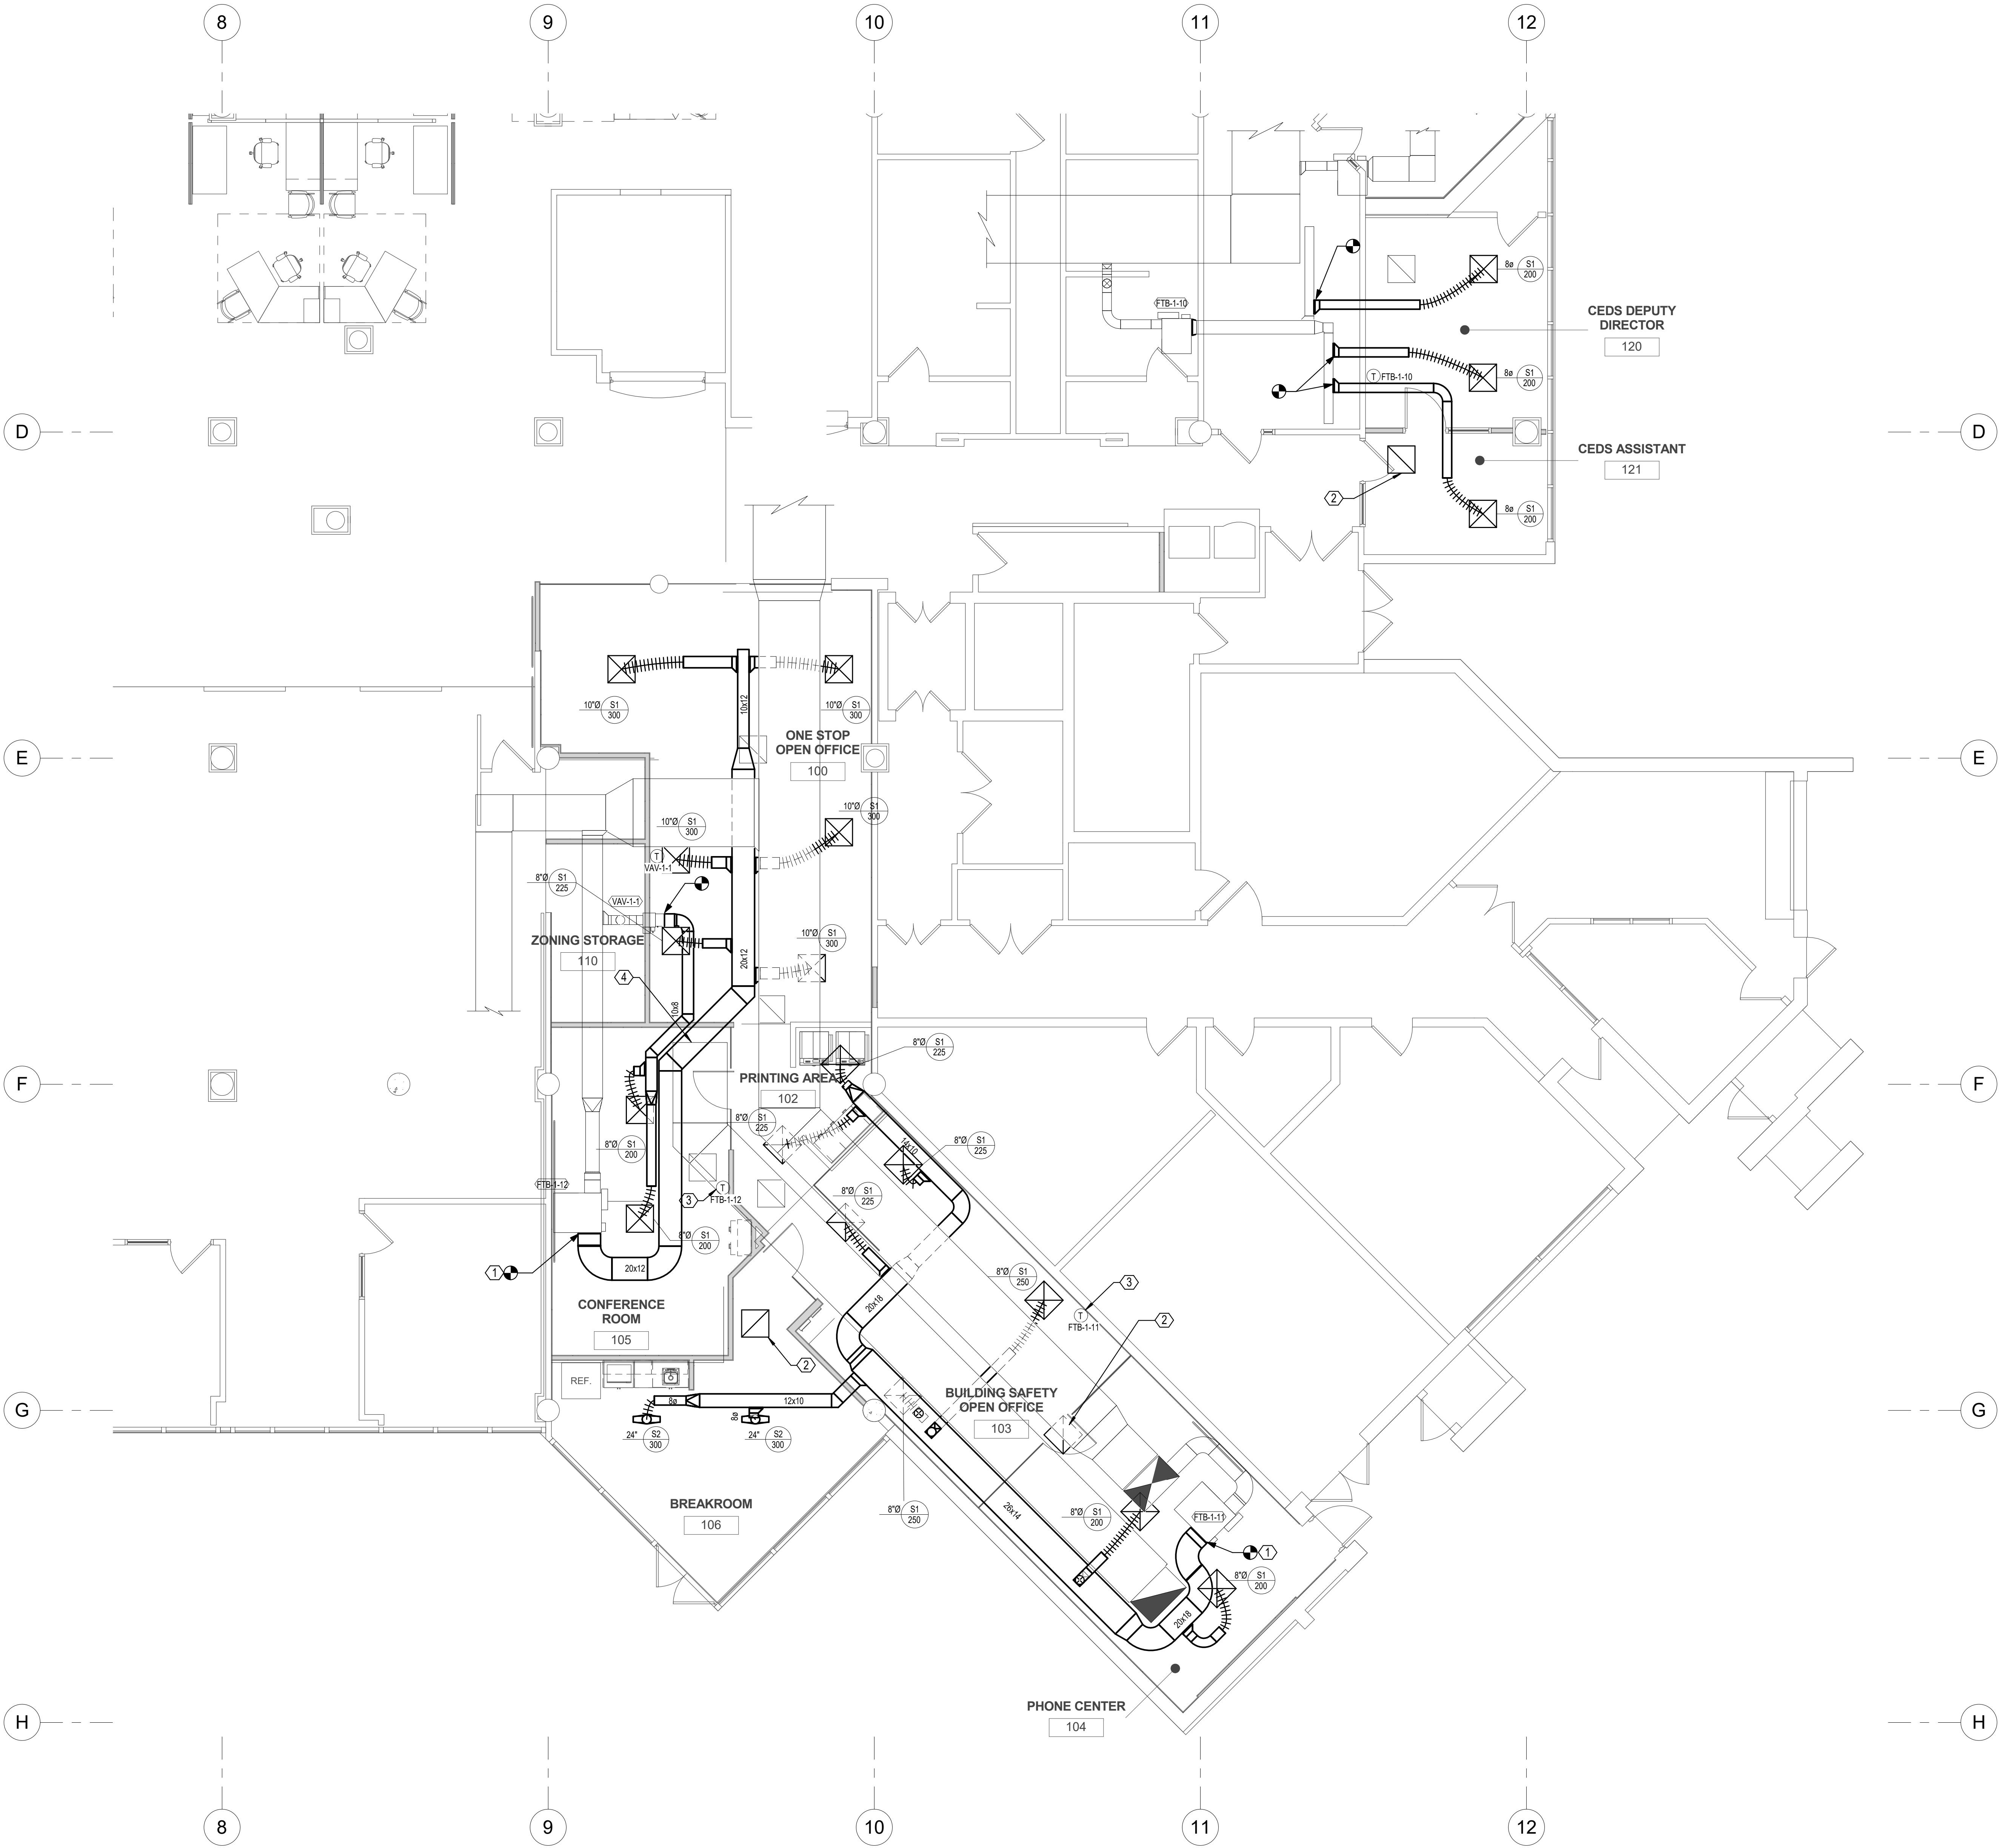 8
9
10
11
12
8ø
S1
200
FTB-1-10
CEDS DEPUTY
DIRECTOR
120
T
FTB-1-10
8ø
S1
200
D
D
CEDS ASSISTANT
121
2
8ø
S1
200
10"Ø
S1
300
10x12
10"Ø
S1
300
ONE STOP
OPEN OFFICE
100
E
E
10"Ø
S1
300
10"Ø
S1
300
T
VAV-1-1
8"Ø
S1
225
VAV-1-1
10"Ø
S1
300
ZONING STORAGE
110
20x12
4
10x8
8"Ø
S1
225
F
F
PRINTING AREA
102
8"Ø
S1
225
14x10
8"Ø
S1
225
8"Ø
S1
200
FTB-1-12
3
T
FTB-1-12
8"Ø
S1
225
8"Ø
S1
200
1
20x12
8"Ø
S1
250
3
T
FTB-1-11
20x18
CONFERENCE
ROOM
105
2
2
REF.
8ø
12x10
8ø
BUILDING SAFETY
OPEN OFFICE
103
G
G
24"
S2
300
24"
S2
300
BREAKROOM
106
8"Ø
S1
250
26x14
8"Ø
S1
200
FTB-1-11
1
8"Ø
S1
200
20x18
PHONE CENTER
104
H
H
8
9
10
11
12